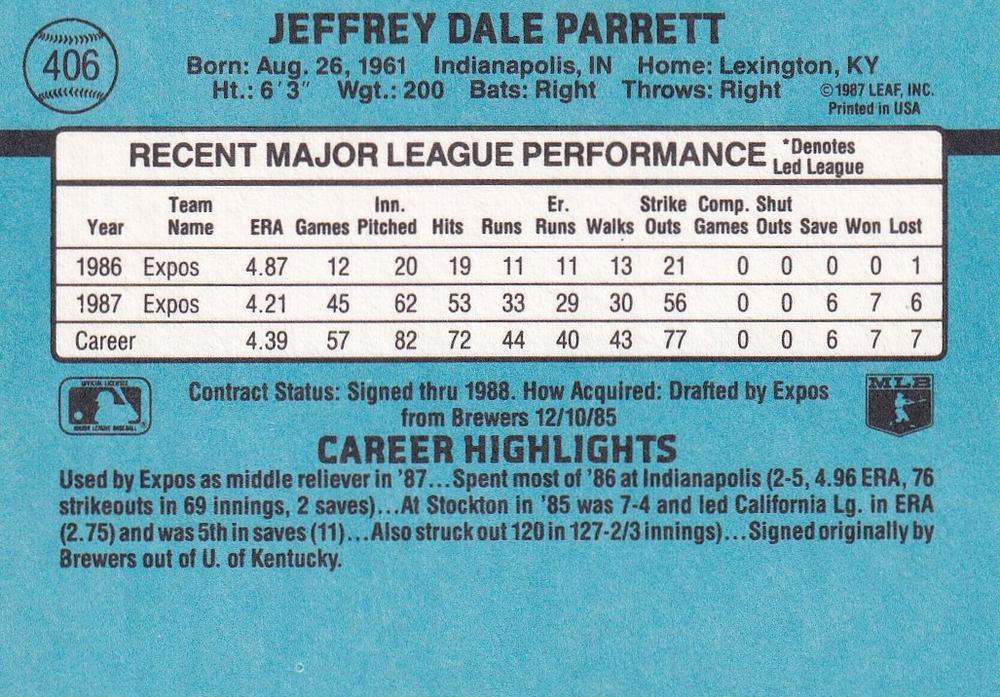 JEFFREY DALE PARRETT
406
Born: Aug. 26, 1961 Indianapolis, IN Home: Lexington, KY
Ht.: 6'3" Wgt.: 200 Bats: Right Throws: Right
©1987 LEAF, INC.
Printed in USA
RECENT MAJOR LEAGUE PERFORMANCE *Denotes
Led League
Year Team Name ERA Games Inn. Pitched Hits Runs Er. Runs Walks Strike Outs Comp. Games Shut Outs Save Won Lost
1986 Expos 4.87 12 20 19 11 11 13 21 0 0 0 0 1
1987 Expos 4.21 45 62 53 33 29 30 56 0 0 6 7 6
Career 4.39 57 82 72 44 40 43 77 0 0 6 7 7
OFFICIAL LICENSEE
MAJOR LEAGUE BASEBALL
Contract Status: Signed thru 1988. How Acquired: Drafted by Expos
from Brewers 12/10/85
MLB
CAREER HIGHLIGHTS
Used by Expos as middle reliever in '87...Spent most of '86 at Indianapolis (2-5, 4.96 ERA, 76
strikeouts in 69 innings, 2 saves)...At Stockton in '85 was 7-4 and led California Lg. in ERA
(2.75) and was 5th in saves (11)...Also struck out 120 in 127-2/3 innings)...Signed originally by
Brewers out of U. of Kentucky.